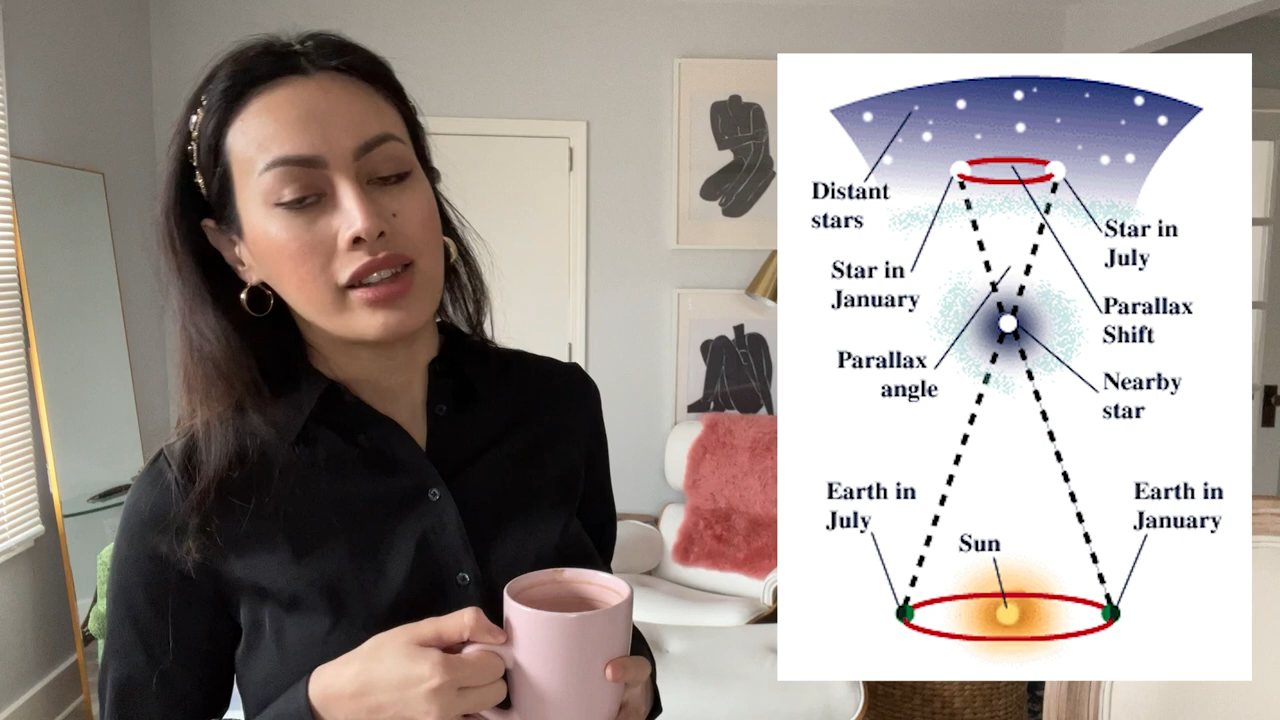 Distant
stars
Star in
July
Star in
January
Parallax
Shift
Parallax
angle
Nearby
star
Earth in
July
Earth in
January
Sun